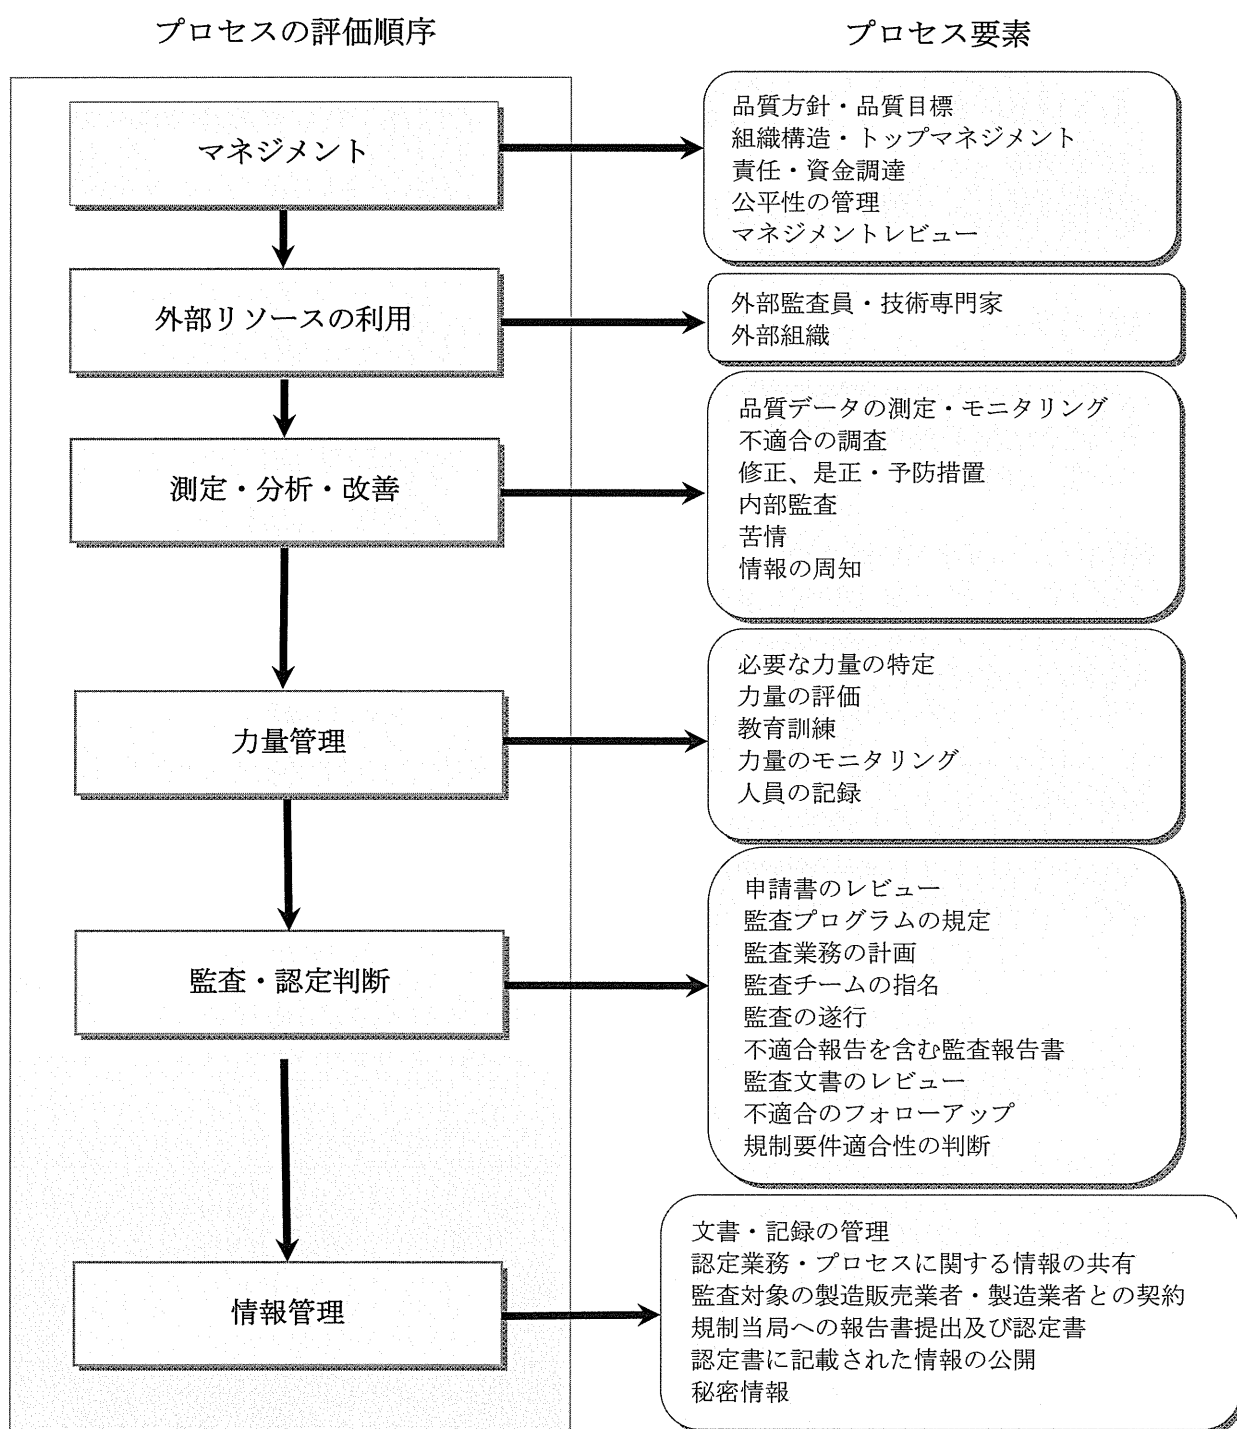 プロセスの評価順序
プロセス要素
マネジメント
品質方針・品質目標
組織構造・トップマネジメント
責任・資金調達
公平性の管理
マネジメントレビュー
外部リソースの利用
外部監査員・技術専門家
外部組織
測定・分析・改善
品質データの測定・モニタリング
不適合の調査
修正、是正・予防措置
内部監査
苦情
情報の周知
力量管理
必要な力量の特定
力量の評価
教育訓練
力量のモニタリング
人員の記録
監査・認定判断
申請書のレビュー
監査プログラムの規定
監査業務の計画
監査チームの指名
監査の遂行
不適合報告を含む監査報告書
監査文書のレビュー
不適合のフォローアップ
規制要件適合性の判断
情報管理
文書・記録の管理
認定業務・プロセスに関する情報の共有
監査対象の製造販売業者・製造業者との契約
規制当局への報告書提出及び認定書
認定書に記載された情報の公開
秘密情報